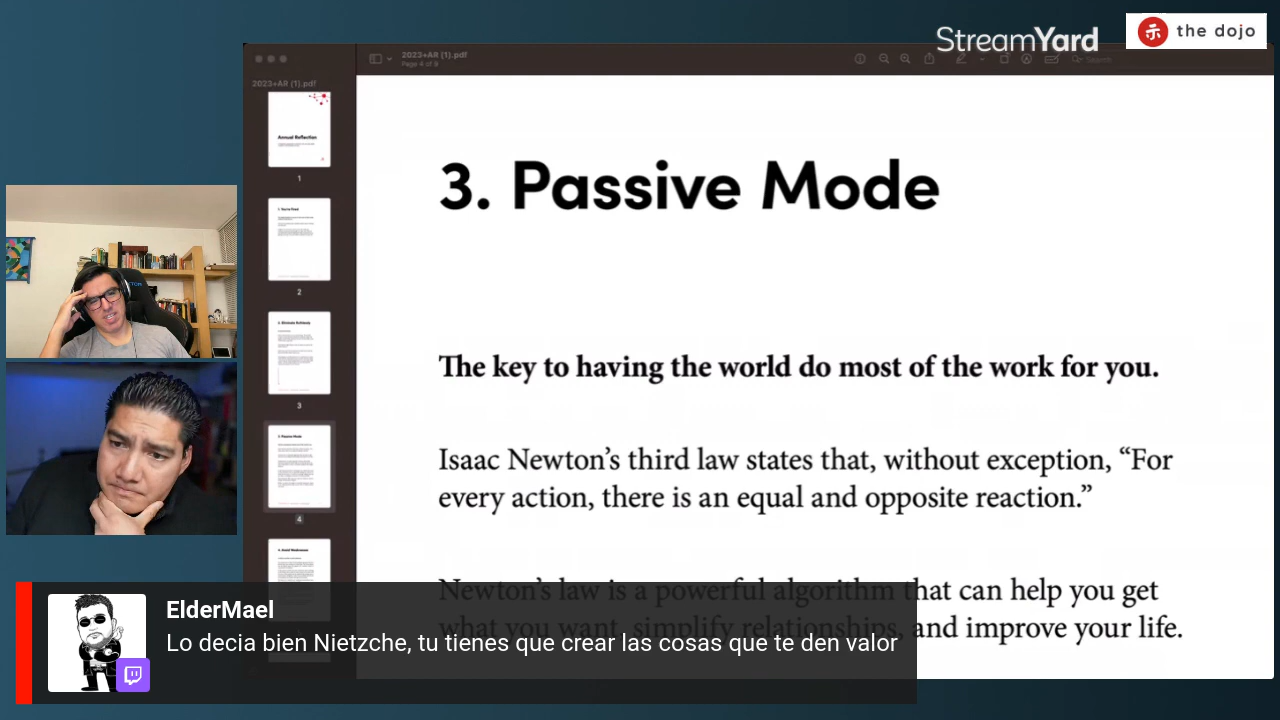 StreamYard
the dojo
2023+AR (1).pdf
Page 4 of 9
Search
2023+AR (1).pdf
Annual Reflection
1
2
3
3. Passive Mode
4
3. Passive Mode
The key to having the world do most of the work for you.
Isaac Newton’s third law states that, without exception, “For
every action, there is an equal and opposite reaction.”
Newton’s law is a powerful algorithm that can help you get
what you want, simplify relationships, and improve your life.
ElderMael
Lo decia bien Nietzche, tu tienes que crear las cosas que te den valor